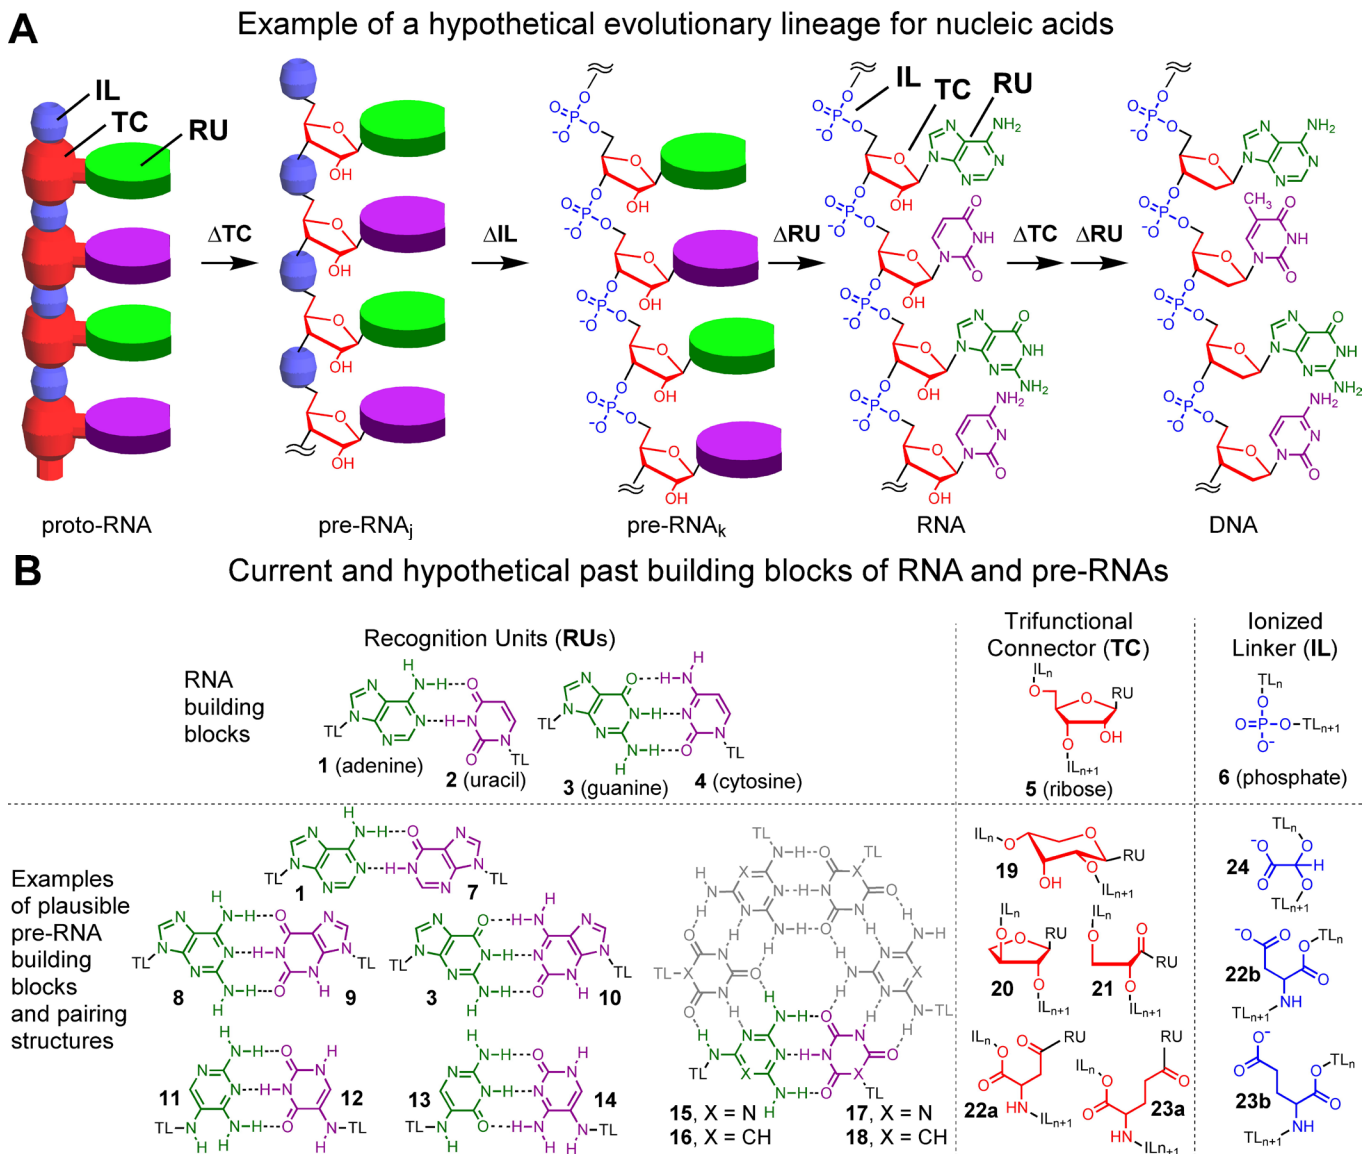 A
Example of a hypothetical evolutionary lineage for nucleic acids
IL
TC
RU
IL
TC
RU
ΔTC
ΔIL
ΔRU
ΔTC
ΔRU
proto-RNA
pre-RNAj
pre-RNAk
RNA
DNA
B
Current and hypothetical past building blocks of RNA and pre-RNAs
Recognition Units (RUs)
Trifunctional
Connector (TC)
Ionized
Linker (IL)
RNA
building
blocks
1 (adenine)
2 (uracil)
3 (guanine)
4 (cytosine)
5 (ribose)
6 (phosphate)
Examples
of plausible
pre-RNA
building
blocks
and pairing
structures
1
7
8
9
3
10
11
12
13
14
15, X = N
16, X = CH
17, X = N
18, X = CH
19
20
21
22a
23a
24
22b
23b